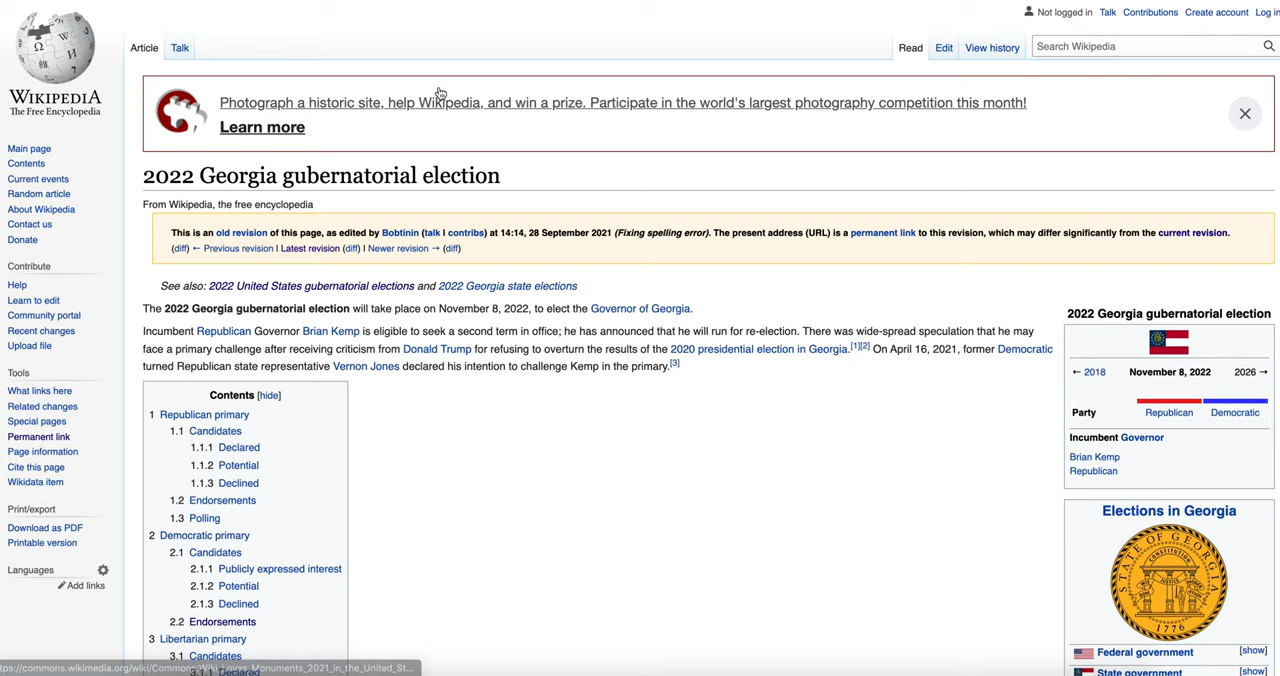 Not logged in Talk Contributions Create account Log in
Article Talk
Read Edit View history Search Wikipedia
WIKIPEDIA
The Free Encyclopedia
Main page
Contents
Current events
Random article
About Wikipedia
Contact us
Donate
Contribute
Help
Learn to edit
Community portal
Recent changes
Upload file
Tools
What links here
Related changes
Special pages
Permanent link
Page information
Cite this page
Wikidata item
Print/export
Download as PDF
Printable version
Languages
Add links
Photograph a historic site, help Wikipedia, and win a prize. Participate in the world's largest photography competition this month!
Learn more
2022 Georgia gubernatorial election
From Wikipedia, the free encyclopedia
This is an old revision of this page, as edited by Bobtinin (talk | contribs) at 14:14, 28 September 2021 (Fixing spelling error). The present address (URL) is a permanent link to this revision, which may differ significantly from the current revision.
(diff) ← Previous revision | Latest revision (diff) | Newer revision → (diff)
See also: 2022 United States gubernatorial elections and 2022 Georgia state elections
The 2022 Georgia gubernatorial election will take place on November 8, 2022, to elect the Governor of Georgia.
Incumbent Republican Governor Brian Kemp is eligible to seek a second term in office; he has announced that he will run for re-election. There was wide-spread speculation that he may
face a primary challenge after receiving criticism from Donald Trump for refusing to overturn the results of the 2020 presidential election in Georgia.[1][2] On April 16, 2021, former Democratic
turned Republican state representative Vernon Jones declared his intention to challenge Kemp in the primary.[3]
Contents [hide]
1 Republican primary
1.1 Candidates
1.1.1 Declared
1.1.2 Potential
1.1.3 Declined
1.2 Endorsements
1.3 Polling
2 Democratic primary
2.1 Candidates
2.1.1 Publicly expressed interest
2.1.2 Potential
2.1.3 Declined
2.2 Endorsements
3 Libertarian primary
3.1 Candidates
3.1.1 Declared
2022 Georgia gubernatorial election
← 2018 November 8, 2022 2026 →
Party Republican Democratic
Incumbent Governor
Brian Kemp
Republican
Elections in Georgia
STATE OF GEORGIA
CONSTITUTION
1776
Federal government [show]
State government [show]
ttps://commons.wikimedia.org/wiki/Commons:Wiki_Loves_Monuments_2021_in_the_United_St...